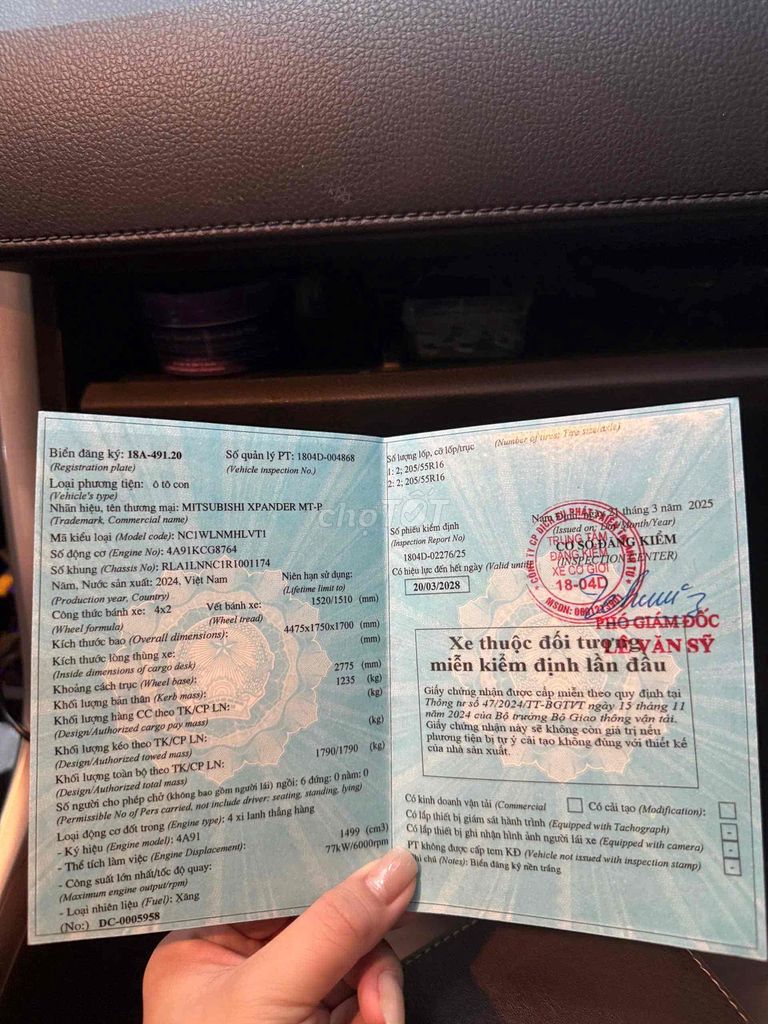 Biển đăng ký: 18A-491.20
(Registration plate)
Số quản lý PT: 1804D-004868
(Vehicle inspection No.)
Loại phương tiện: ô tô con
(Vehicle's type)
Nhãn hiệu, tên thương mại: MITSUBISHI XPANDER MT-P
(Trademark, Commercial name)
Mã kiểu loại (Model code): NC1WLNMHLVT1
Số động cơ (Engine No): 4A91KCG8764
Số khung (Chassis No): RLA1LNNC1R1001174
Năm, Nước sản xuất: 2024, Việt Nam
(Production year, Country)
Niên hạn sử dụng:
(Lifetime limit to)
Công thức bánh xe: 4x2
(Wheel formula)
Vết bánh xe: 1520/1510 (mm)
(Wheel tread)
Kích thước bao (Overall dimensions): 4475x1750x1700 (mm)
Kích thước lòng thùng xe: (mm)
(Inside dimensions of cargo desk)
Khoảng cách trục (Wheel base): 2775 (mm)
Khối lượng bản thân (Kerb mass): 1235 (kg)
Khối lượng hàng CC theo TK/CP LN: (kg)
(Design/Authorized cargo pay mass)
Khối lượng kéo theo TK/CP LN: (kg)
(Design/Authorized towed mass)
Khối lượng toàn bộ theo TK/CP LN: 1790/1790 (kg)
(Design/Authorized total mass)
Số người cho phép chở (không bao gồm người lái) ngồi: 6 đứng: 0 nằm: 0
(Permissible No of Pers carried, not include driver: seating, standing, lying)
Loại động cơ đốt trong (Engine type): 4 xi lanh thẳng hàng
- Ký hiệu (Engine model): 4A91
- Thể tích làm việc (Engine Displacement): 1499 (cm3)
- Công suất lớn nhất/tốc độ quay: 77kW/6000rpm
(Maximum engine output/rpm)
- Loại nhiên liệu (Fuel): Xăng
(No:) DC-0005958
Số lượng lốp, cỡ lốp/trục
(Number of tires; Tire size/axle)
1: 2; 205/55R16
2: 2; 205/55R16
Số phiếu kiểm định
(Inspection Report No)
1804D-02276/25
Nam Định, ngày 21 tháng 3 năm 2025
(Issued on: Day/Month/Year)
CƠ SỞ ĐĂNG KIỂM
(INSPECTION CENTER)
Có hiệu lực đến hết ngày (Valid until)
20/03/2028
TRUNG TÂM
ĐĂNG KIỂM
XE CƠ GIỚI
18-04D
PHÓ GIÁM ĐỐC
LÊ VĂN SỸ
Xe thuộc đối tượng
miễn kiểm định lần đầu
Giấy chứng nhận được cấp miễn theo quy định tại
Thông tư số 47/2024/TT-BGTVT ngày 15 tháng 11
năm 2024 của Bộ trưởng Bộ Giao thông vận tải.
Giấy chứng nhận này sẽ không còn giá trị nếu
phương tiện bị tự ý cải tạo không đúng với thiết kế
của nhà sản xuất.
Có kinh doanh vận tải (Commercial
Có cải tạo (Modification):
Có lắp thiết bị giám sát hành trình (Equipped with Tachograph)
Có lắp thiết bị ghi nhận hình ảnh người lái xe (Equipped with camera)
PT không được cấp tem KĐ (Vehicle not issued with inspection stamp)
chú (Notes): Biển đăng ký nền trắng
choTỐT